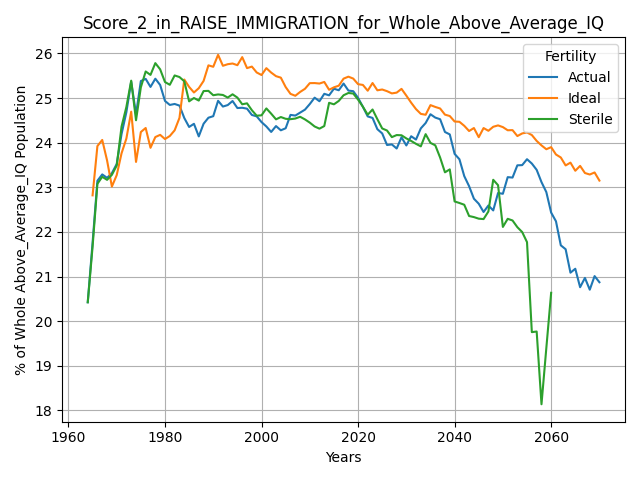 Score_2_in_RAISE_IMMIGRATION_for_Whole_Above_Average_IQ
% of Whole Above_Average_IQ Population
26
25
24
23
22
21
20
19
18
Fertility
Actual
Ideal
Sterile
1960 1980 2000 2020 2040 2060
Years